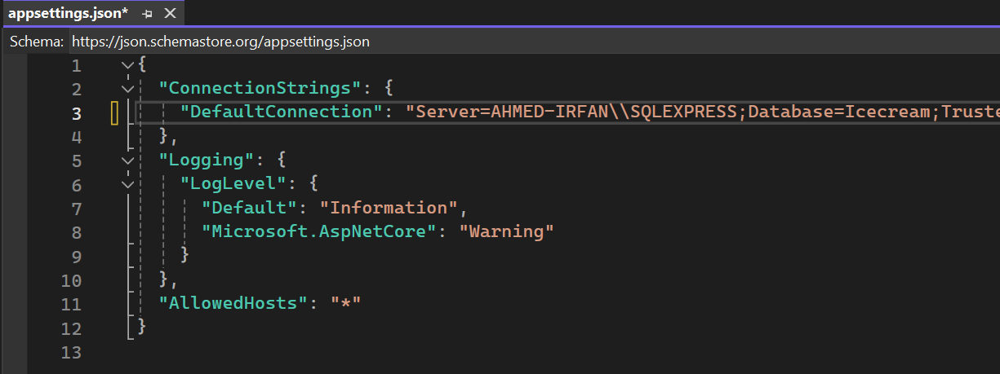 appsettings.json*
Schema: https://json.schemastore.org/appsettings.json
1 {
2 "ConnectionStrings": {
3 "DefaultConnection": "Server=AHMED-IRFAN\\SQLEXPRESS;Database=Icecream;Truste
4 },
5 "Logging": {
6 "LogLevel": {
7 "Default": "Information",
8 "Microsoft.AspNetCore": "Warning"
9 }
10 },
11 "AllowedHosts": "*"
12 }
13